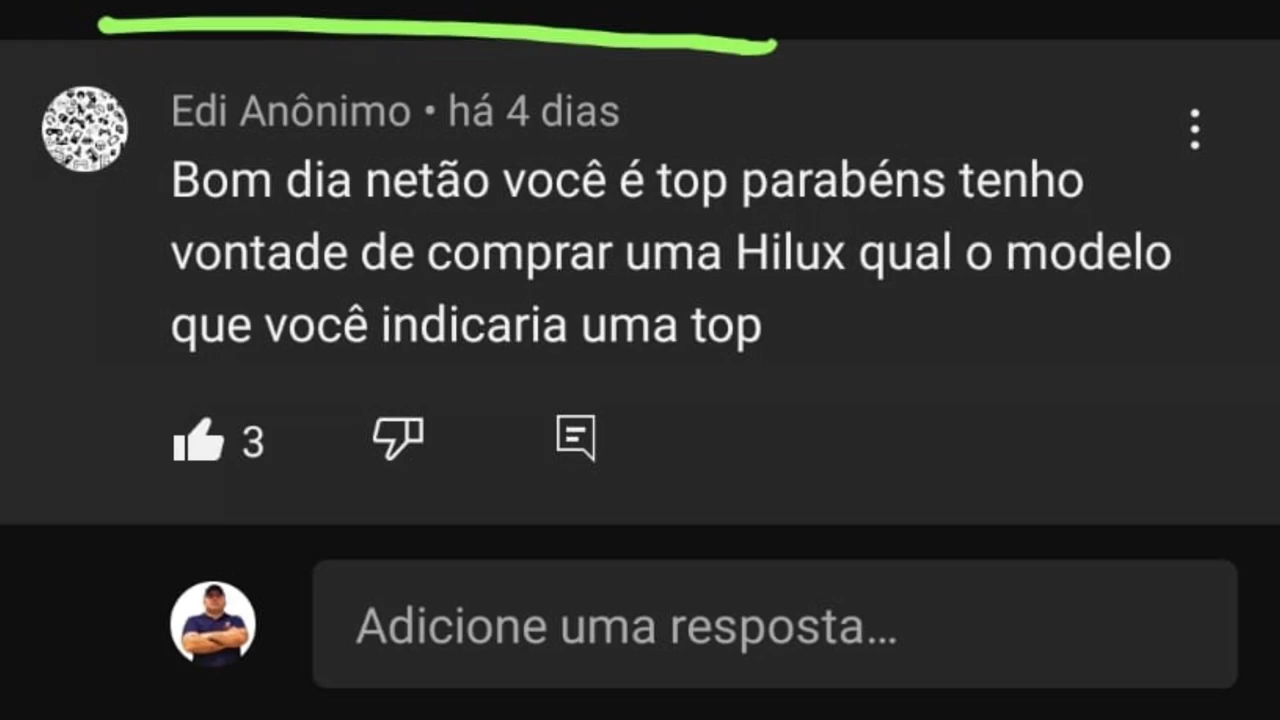 Edi Anônimo • há 4 dias
Bom dia netão você é top parabéns tenho
vontade de comprar uma Hilux qual o modelo
que você indicaria uma top
3
Adicione uma resposta...